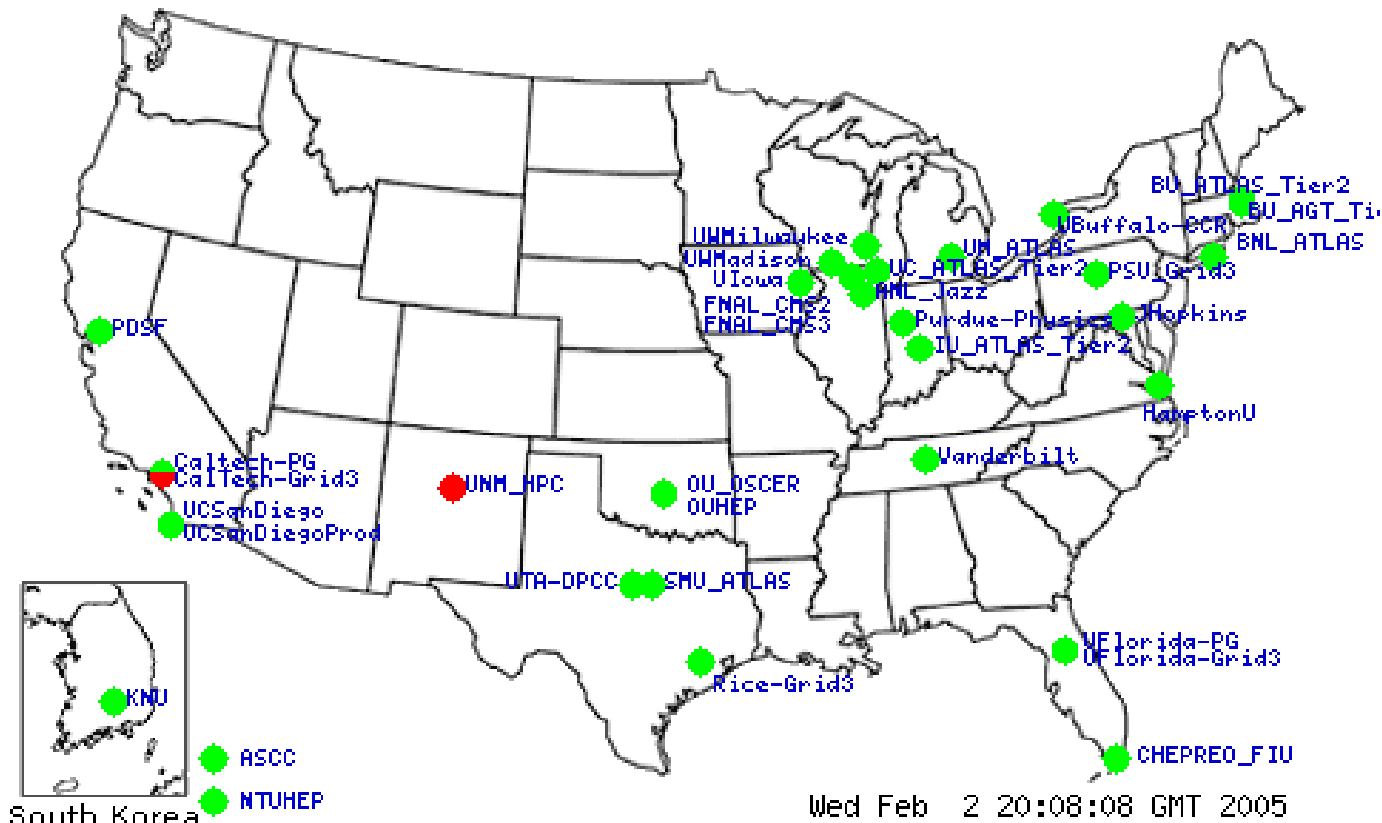 BU_ATLAS_Tier2
BU_AGT_Ti
UBuffalo-CCR
BNL_ATLAS
UWMilwaukee
UM_ATLAS
UWMadison
UC_ATLAS_Tier2
PSU_Grid3
UIowa
ANL_Jazz
FNAL_CMS2
FNAL_CMS3
Purdue-Physics
JHopkins
PDSF
IU_ATLAS_Tier2
HamptonU
Vanderbilt
Caltech-PG
CalTech-Grid3
UNM_HPC
OU_OSCER
OUHEP
UCSanDiego
UCSanDiegoProd
UTA-DPCC
SMU_ATLAS
UFlorida-PG
UFlorida-Grid3
Rice-Grid3
KNU
ASCC
CHEPREO_FIU
NTUHEP
South Korea
Wed Feb  2 20:08:08 GMT 2005